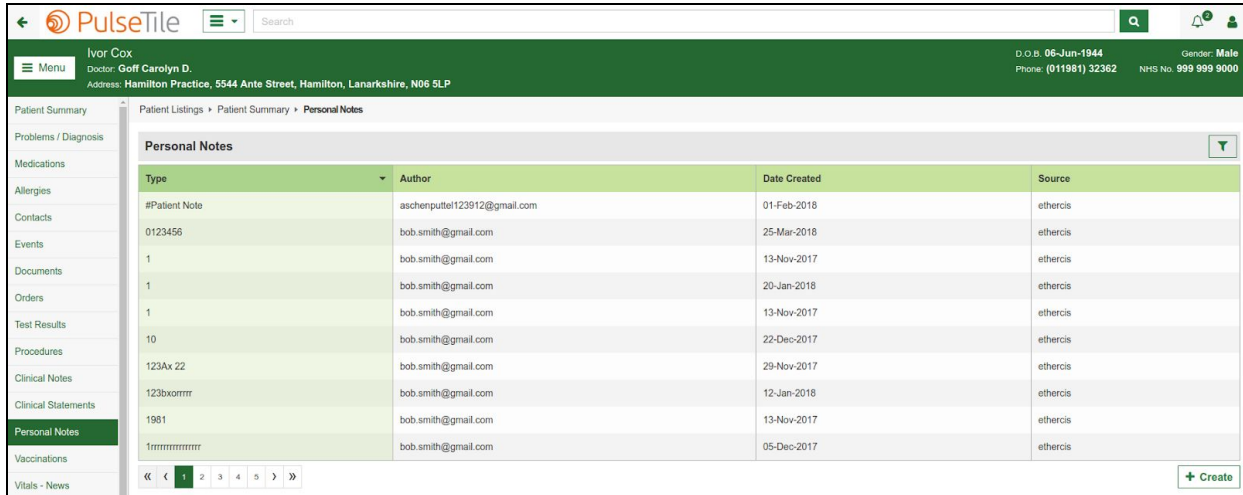 PulseTile Search 2
Ivor Cox D.O.B. 06-Jun-1944 Gender: Male
Menu Doctor: Goff Carolyn D. Phone: (011981) 32362 NHS No. 999 999 9000
Address: Hamilton Practice, 5544 Ante Street, Hamilton, Lanarkshire, N06 5LP
Patient Summary
Problems / Diagnosis
Medications
Allergies
Contacts
Events
Documents
Orders
Test Results
Procedures
Clinical Notes
Clinical Statements
Personal Notes
Vaccinations
Vitals - News
Patient Listings Patient Summary Personal Notes
Personal Notes
Type Author Date Created Source
#Patient Note aschenputtel123912@gmail.com 01-Feb-2018 ethercis
0123456 bob.smith@gmail.com 25-Mar-2018 ethercis
1 bob.smith@gmail.com 13-Nov-2017 ethercis
1 bob.smith@gmail.com 20-Jan-2018 ethercis
1 bob.smith@gmail.com 13-Nov-2017 ethercis
10 bob.smith@gmail.com 22-Dec-2017 ethercis
123Ax 22 bob.smith@gmail.com 29-Nov-2017 ethercis
123bxorrrrr bob.smith@gmail.com 12-Jan-2018 ethercis
1981 bob.smith@gmail.com 13-Nov-2017 ethercis
bob.smith@gmail.com 05-Dec-2017 ethercis
« ‹ 1 2 3 4 5 › » + Create